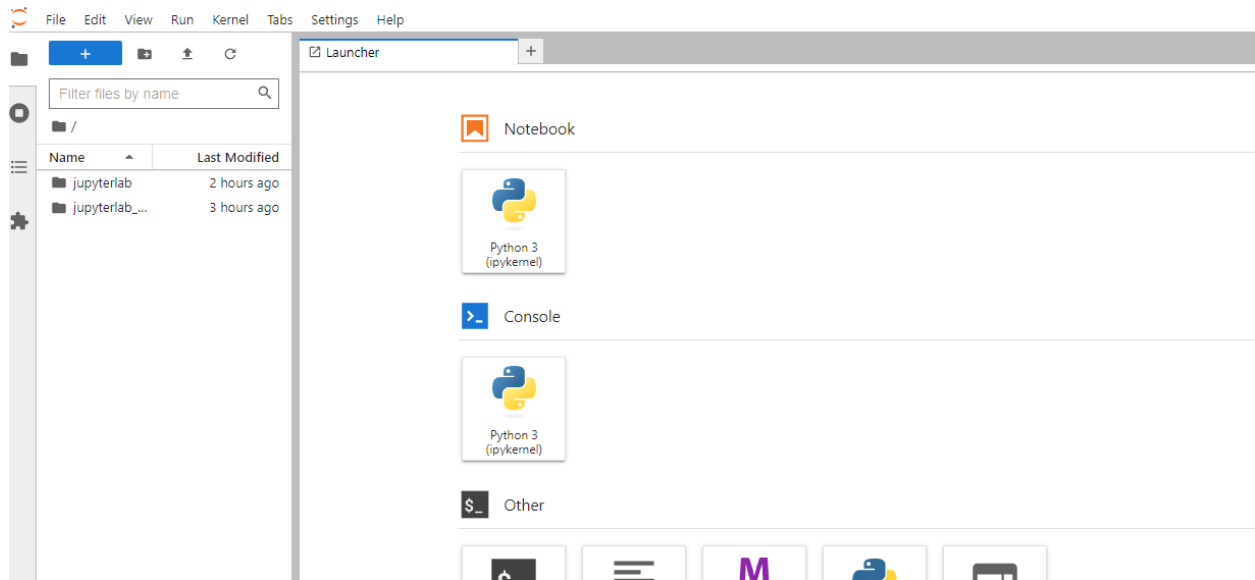 File Edit View Run Kernel Tabs Settings Help
+
Launcher
+
Filter files by name
/
Name Last Modified
jupyterlab 2 hours ago
jupyterlab_... 3 hours ago
Notebook
Python 3
(ipykernel)
>_ Console
Python 3
(ipykernel)
$_ Other
$
M